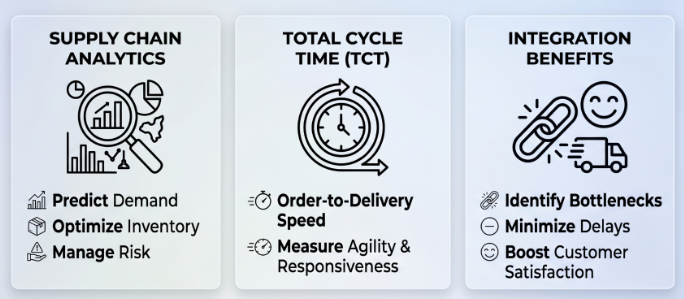 SUPPLY CHAIN
ANALYTICS
Predict Demand
Optimize Inventory
Manage Risk
TOTAL CYCLE
TIME (TCT)
Order-to-Delivery
Speed
Measure Agility &
Responsiveness
INTEGRATION
BENEFITS
Identify Bottlenecks
Minimize Delays
Boost Customer
Satisfaction